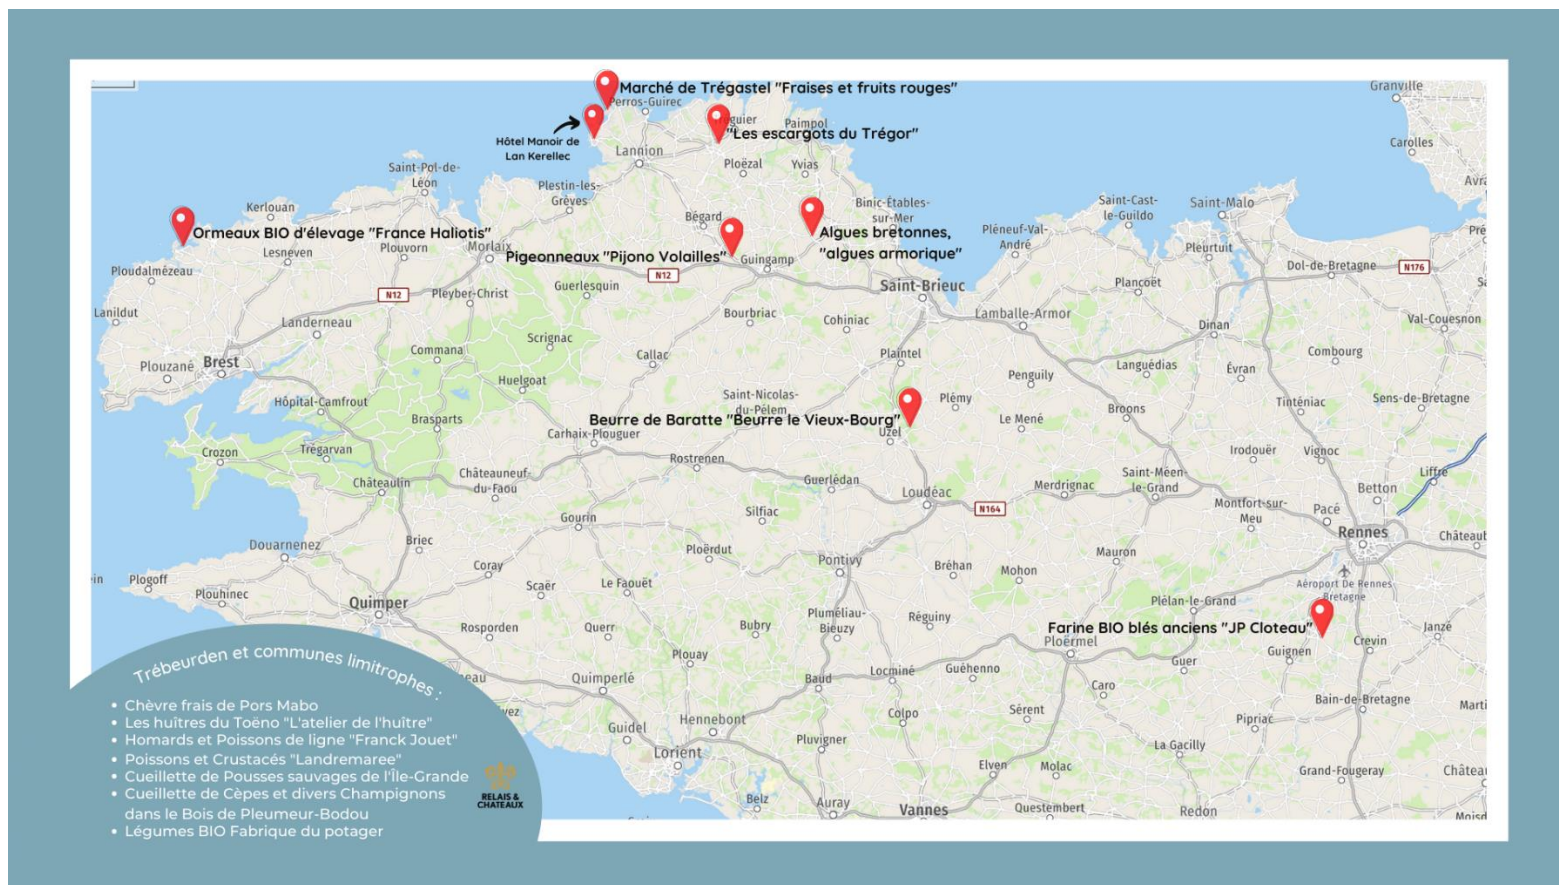 Marché de Trégastel "Fraises et fruits rouges"
Granville
Perros-Guirec
Hôtel Manoir de
Lan Kerellec
"Les escargots du Trégor"
Paimpol
Carolles
Lannion
Saint-Pol-de-
Léon
Ploëzal
Yvias
Plestin-les-
Grèves
Kerlouan
Bégard
Binic-Étables-
sur-Mer
Saint-Cast-
le-Guildo
Saint-Malo
Ormeaux BIO d'élevage "France Haliotis"
Lesneven
Plouvorn
Morlaix
Algues bretonnes,
"algues armorique"
Pléneuf-Val-
André
Pleurtuit
Pigeonneaux "Pijono Volailles"
Guingamp
Ploudalmézeau
N12
Dol-de-Bretagne
N176
Guerlesquin
Saint-Brieuc
Plancoët
N12
Pleyber-Christ
Lanildut
Landerneau
Bourbriac
Cohiniac
Lamballe-Armor
Dinan
Val-Couesnon
Scrignac
Commana
Callac
Plaintel
Combourg
Plouzané
Brest
Languédias
Évran
Huelgoat
Penguily
Hôpital-Camfrout
Saint-Nicolas-
du-Pélem
Plémy
Tinténiac
Sens-de-Bretagne
Brasparts
Beurre de Baratte "Beurre le Vieux-Bourg"
Le Mené
Broons
Carhaix-Plouguer
Uzel
Crozon
Trégarvan
Rostrenen
Irodouër
Vignoc
Châteaulin
Châteauneuf-
du-Faou
Guerlédan
Loudéac
Merdrignac
Saint-Méen-
le-Grand
Liffré
Betton
N164
Montfort-sur-
Meu
Pacé
Gourin
Silfiac
Rennes
Douarnenez
Briec
Ploërdut
Pontivy
Mauron
Plogoff
Coray
Scaër
Le Faouët
Bréhan
Mohon
Aéroport De Rennes
Bretagne
Plouhinec
Quimper
Plélan-le-Grand
Rosporden
Querr
Bubry
Pluméliau-
Bieuzy
Réguiny
Farine BIO blés anciens "JP Cloteau"
Janzé
Ploërmel
Crevin
Guignen
Plouay
Locminé
Guéhenno
Guer
Quimperlé
Baud
Caro
Bain-de-Bretagne
Guidel
Hennebont
Colpo
Sérent
Pipriac
Pluvigner
La Gacilly
Lorient
Elven
Molac
Grand-Fougeray
Belz
Auray
Vannes
Questembert
Redon
Trébeurden et communes limitrophes :
• Chèvre frais de Pors Mabo
• Les huîtres du Toëno "L'atelier de l'huître"
• Homards et Poissons de ligne "Franck Jouet"
• Poissons et Crustacés "Landremaree"
• Cueillette de Pousses sauvages de l'Île-Grande
• Cueillette de Cèpes et divers Champignons
dans le Bois de Pleumeur-Bodou
• Légumes BIO Fabrique du potager
RELAIS &
CHATEAUX